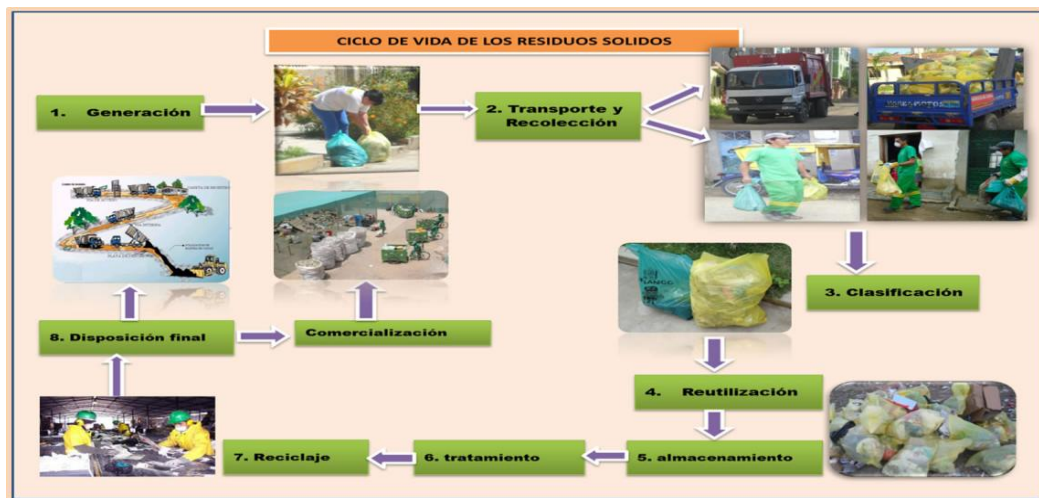 CICLO DE VIDA DE LOS RESIDUOS SOLIDOS
1. Generación
2. Transporte y
Recolección
3. Clasificación
4. Reutilización
5. almacenamiento
6. tratamiento
7. Reciclaje
8. Disposición final
Comercialización